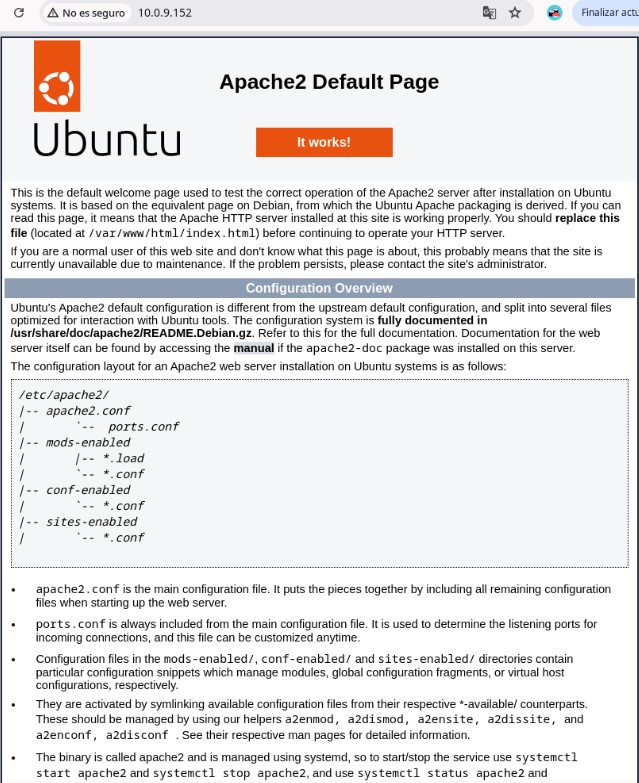 No es seguro 10.0.9.152 Finalizar actu
Apache2 Default Page
Ubuntu
It works!
This is the default welcome page used to test the correct operation of the Apache2 server after installation on Ubuntu
systems. It is based on the equivalent page on Debian, from which the Ubuntu Apache packaging is derived. If you can
read this page, it means that the Apache HTTP server installed at this site is working properly. You should replace this
file (located at /var/www/html/index.html) before continuing to operate your HTTP server.
If you are a normal user of this web site and don't know what this page is about, this probably means that the site is
currently unavailable due to maintenance. If the problem persists, please contact the site's administrator.
Configuration Overview
Ubuntu's Apache2 default configuration is different from the upstream default configuration, and split into several files
optimized for interaction with Ubuntu tools. The configuration system is fully documented in
/usr/share/doc/apache2/README.Debian.gz. Refer to this for the full documentation. Documentation for the web
server itself can be found by accessing the manual if the apache2-doc package was installed on this server.
The configuration layout for an Apache2 web server installation on Ubuntu systems is as follows:
/etc/apache2/
|-- apache2.conf
|       `--  ports.conf
|-- mods-enabled
|       |-- *.load
|       `-- *.conf
|-- conf-enabled
|       `-- *.conf
|-- sites-enabled
|       `-- *.conf
• apache2.conf is the main configuration file. It puts the pieces together by including all remaining configuration
files when starting up the web server.
• ports.conf is always included from the main configuration file. It is used to determine the listening ports for
incoming connections, and this file can be customized anytime.
• Configuration files in the mods-enabled/, conf-enabled/ and sites-enabled/ directories contain
particular configuration snippets which manage modules, global configuration fragments, or virtual host
configurations, respectively.
• They are activated by symlinking available configuration files from their respective *-available/ counterparts.
These should be managed by using our helpers a2enmod, a2dismod, a2ensite, a2dissite, and
a2enconf, a2disconf . See their respective man pages for detailed information.
• The binary is called apache2 and is managed using systemd, so to start/stop the service use systemctl
start apache2 and systemctl stop apache2, and use systemctl status apache2 and